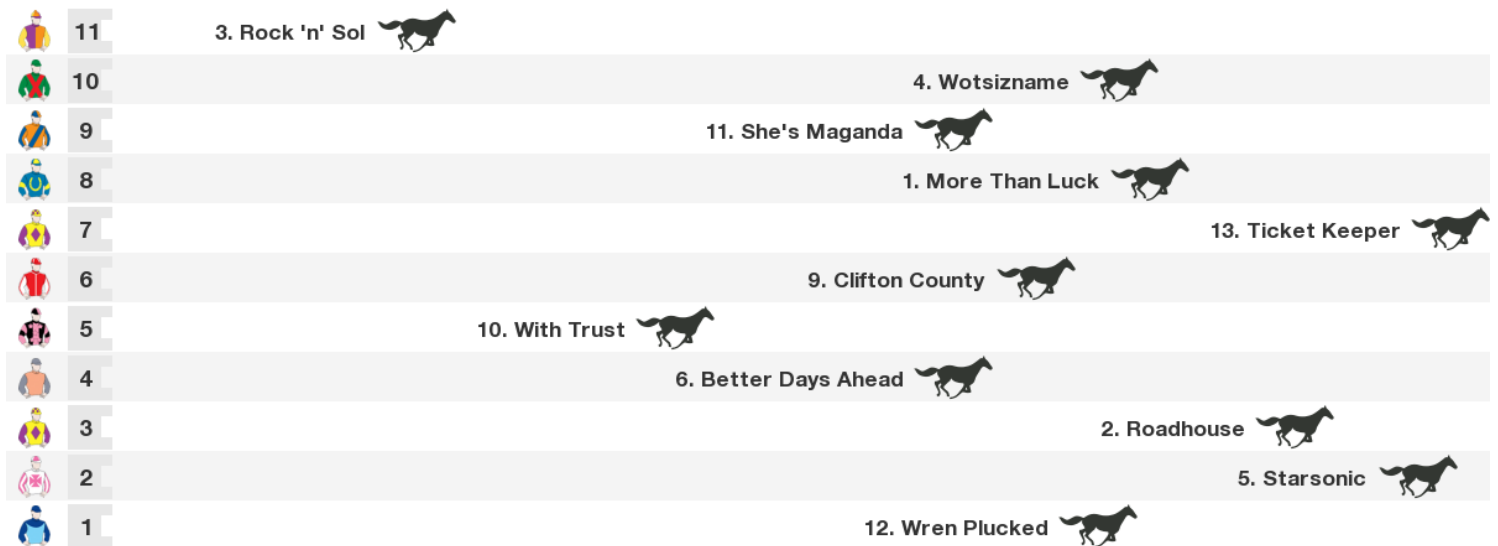 11 3. Rock 'n' Sol
10 4. Wotsizname
9 11. She's Maganda
8 1. More Than Luck
7 13. Ticket Keeper
6 9. Clifton County
5 10. With Trust
4 6. Better Days Ahead
3 2. Roadhouse
2 5. Starsonic
1 12. Wren Plucked